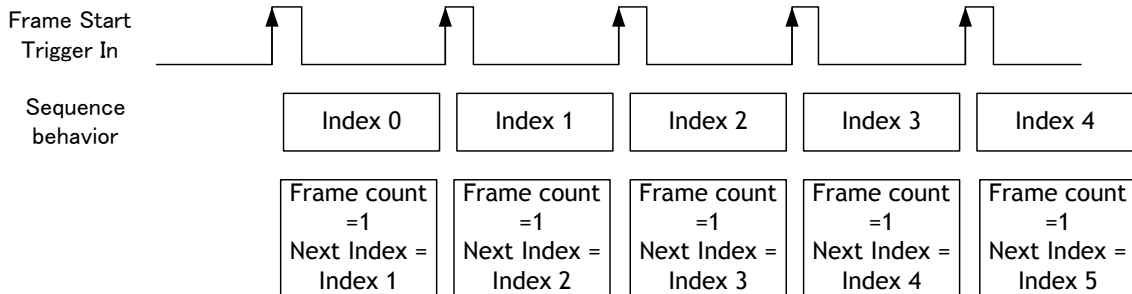 Frame Start
Trigger In
Sequence
behavior
Index 0
Index 1
Index 2
Index 3
Index 4
Frame count
=1
Next Index =
Index 1
Frame count
=1
Next Index =
Index 2
Frame count
=1
Next Index =
Index 3
Frame count
=1
Next Index =
Index 4
Frame count
=1
Next Index =
Index 5